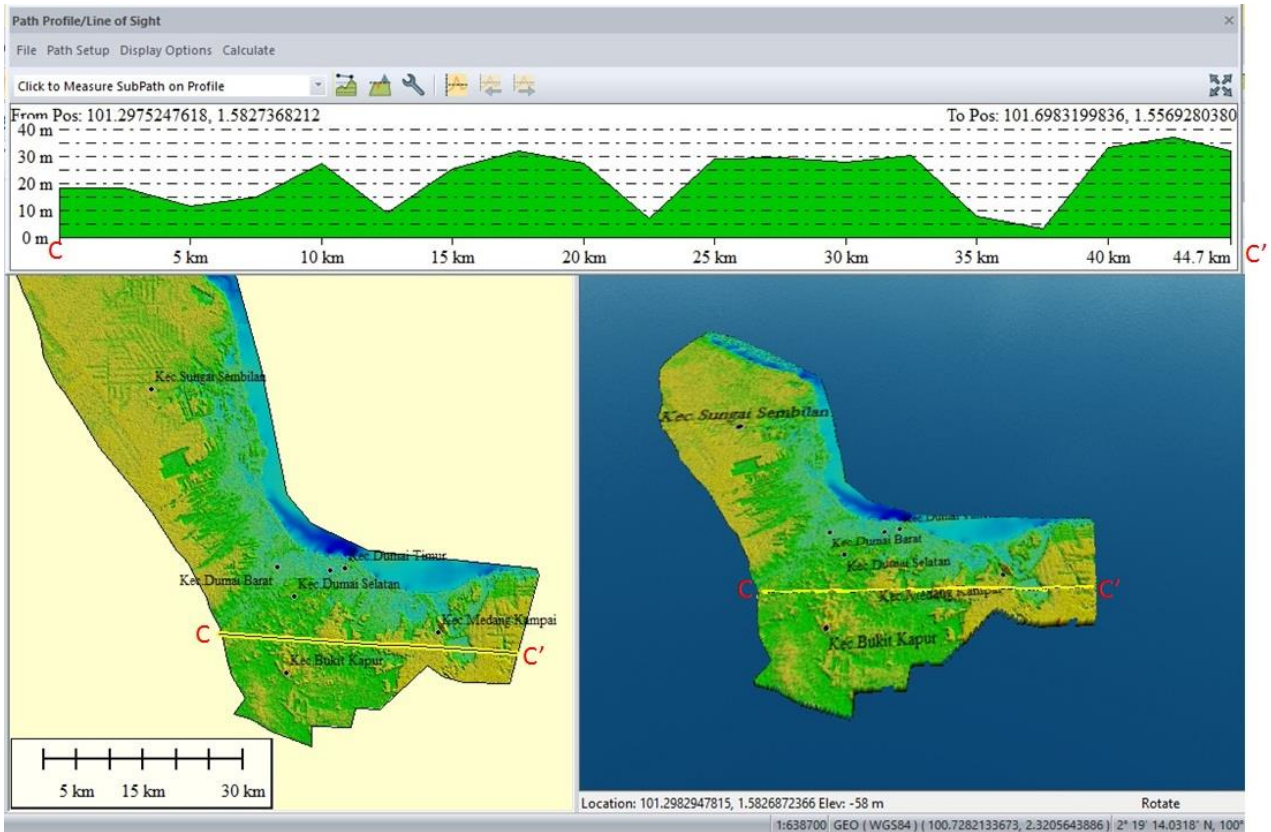 Path Profile/Line of Sight
File Path Setup Display Options Calculate
Click to Measure SubPath on Profile
From Pos: 101.2975247618, 1.5827368212 To Pos: 101.6983199836, 1.5569280380
40 m
30 m
20 m
10 m
0 m
C C'
5 km 10 km 15 km 20 km 25 km 30 km 35 km 40 km 44.7 km
Kec.Sungai Sembilan
Kec.Dumai Timur
Kec.Dumai Barat
Kec.Dumai Selatan
Kec.Medang Kampai
C
C'
Kec.Bukit Kapur
5 km 15 km 30 km
Kec.Sungai Sembilan
Kec.Dumai
Kec.Dumai Barat
Kec.Dumai Selatan
C C'
Kec.Medang Kampai
Kec.Bukit Kapur
Location: 101.2982947815, 1.5826872366 Elev: -58 m Rotate
1:638700 GEO ( WGS84 ) ( 100.7282133673, 2.3205643886 ) 2° 19' 14.0318" N, 100°